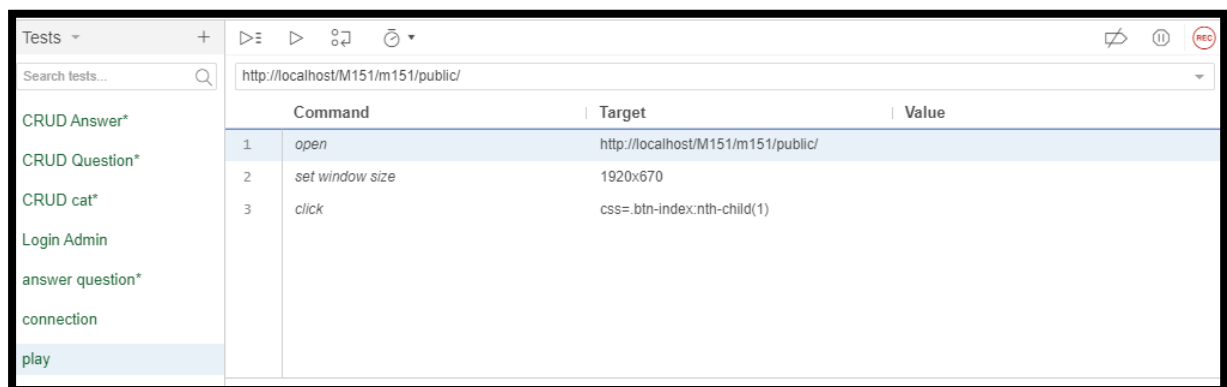 Tests
REC
Search tests...
http://localhost/M151/m151/public/
Command Target Value
1 open http://localhost/M151/m151/public/
2 set window size 1920x670
3 click css=.btn-index:nth-child(1)
CRUD Answer*
CRUD Question*
CRUD cat*
Login Admin
answer question*
connection
play